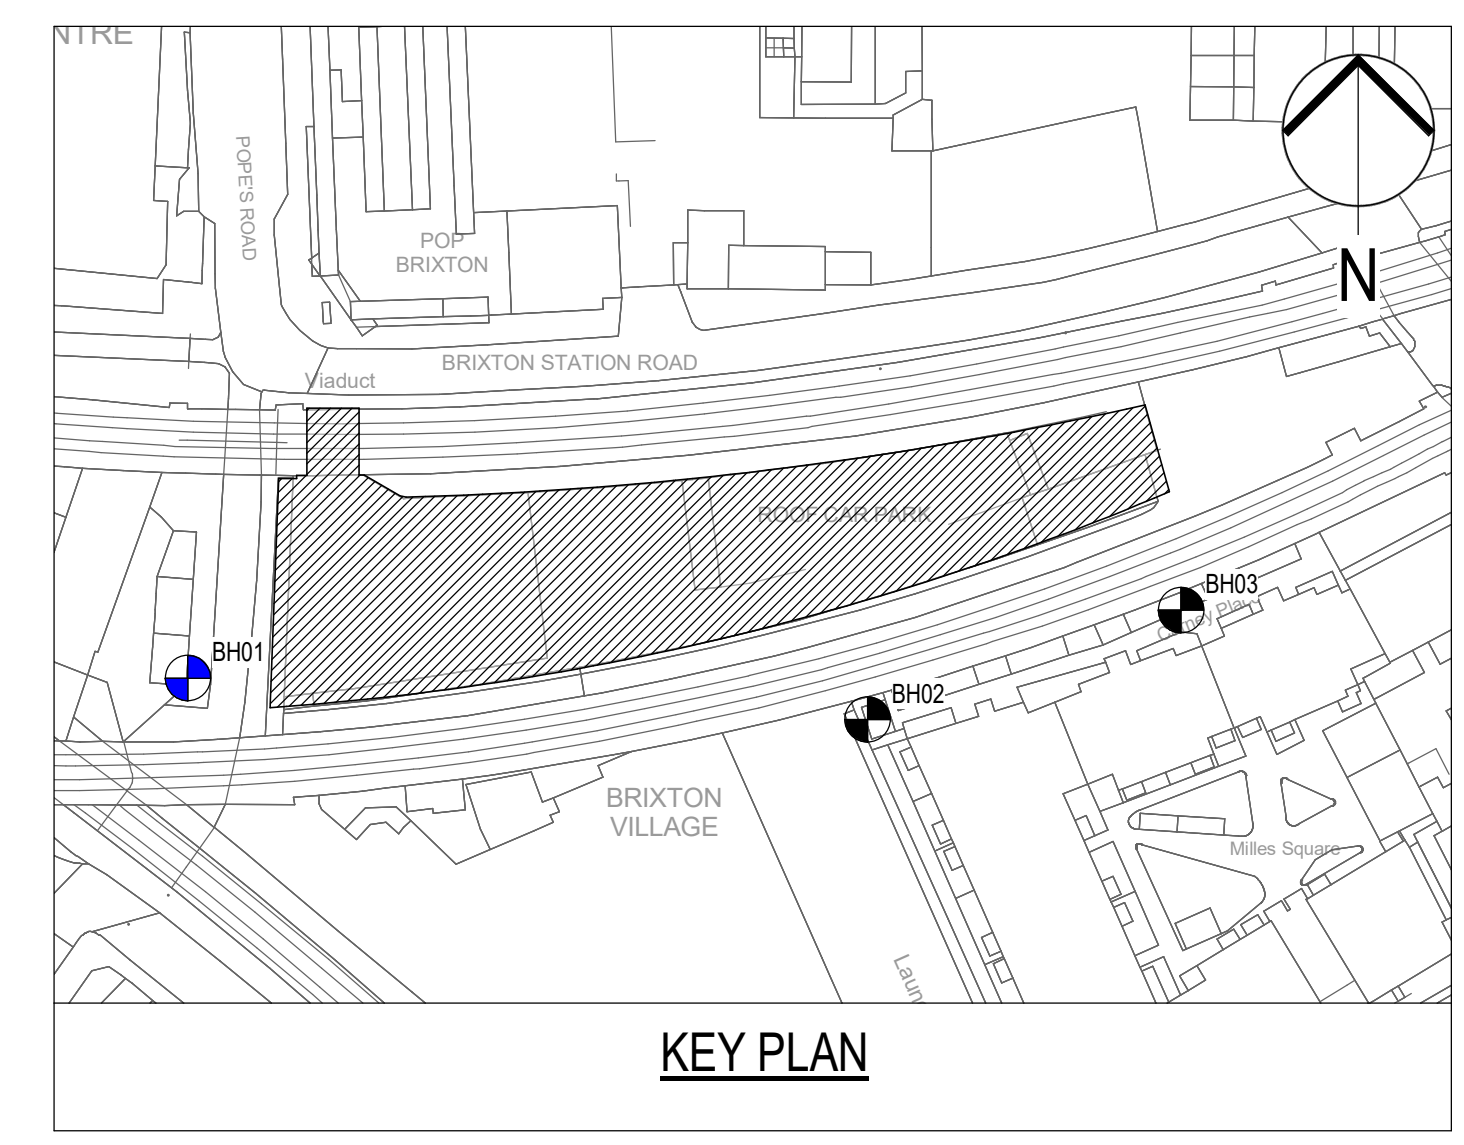 NTRE
POPE'S ROAD
POP
BRIXTON
N
BRIXTON STATION ROAD
Viaduct
ROOF CAR PARK
BH03
BH01
BH02
BRIXTON
VILLAGE
Milles Square
Laun
KEY PLAN